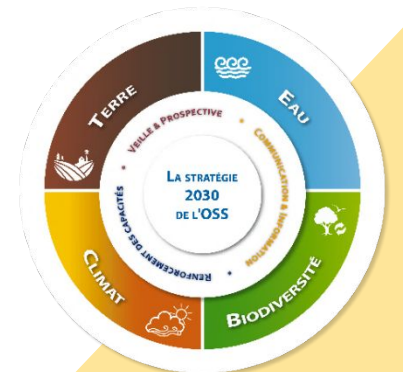 TERRE
EAU
VEILLE & PROSPECTIVE
COMMUNICATION & INFORMATION
RENFORCEMENT DES CAPACITÉS
LA STRATÉGIE
2030
DE L'OSS
CLIMAT
BIODIVERSITÉ